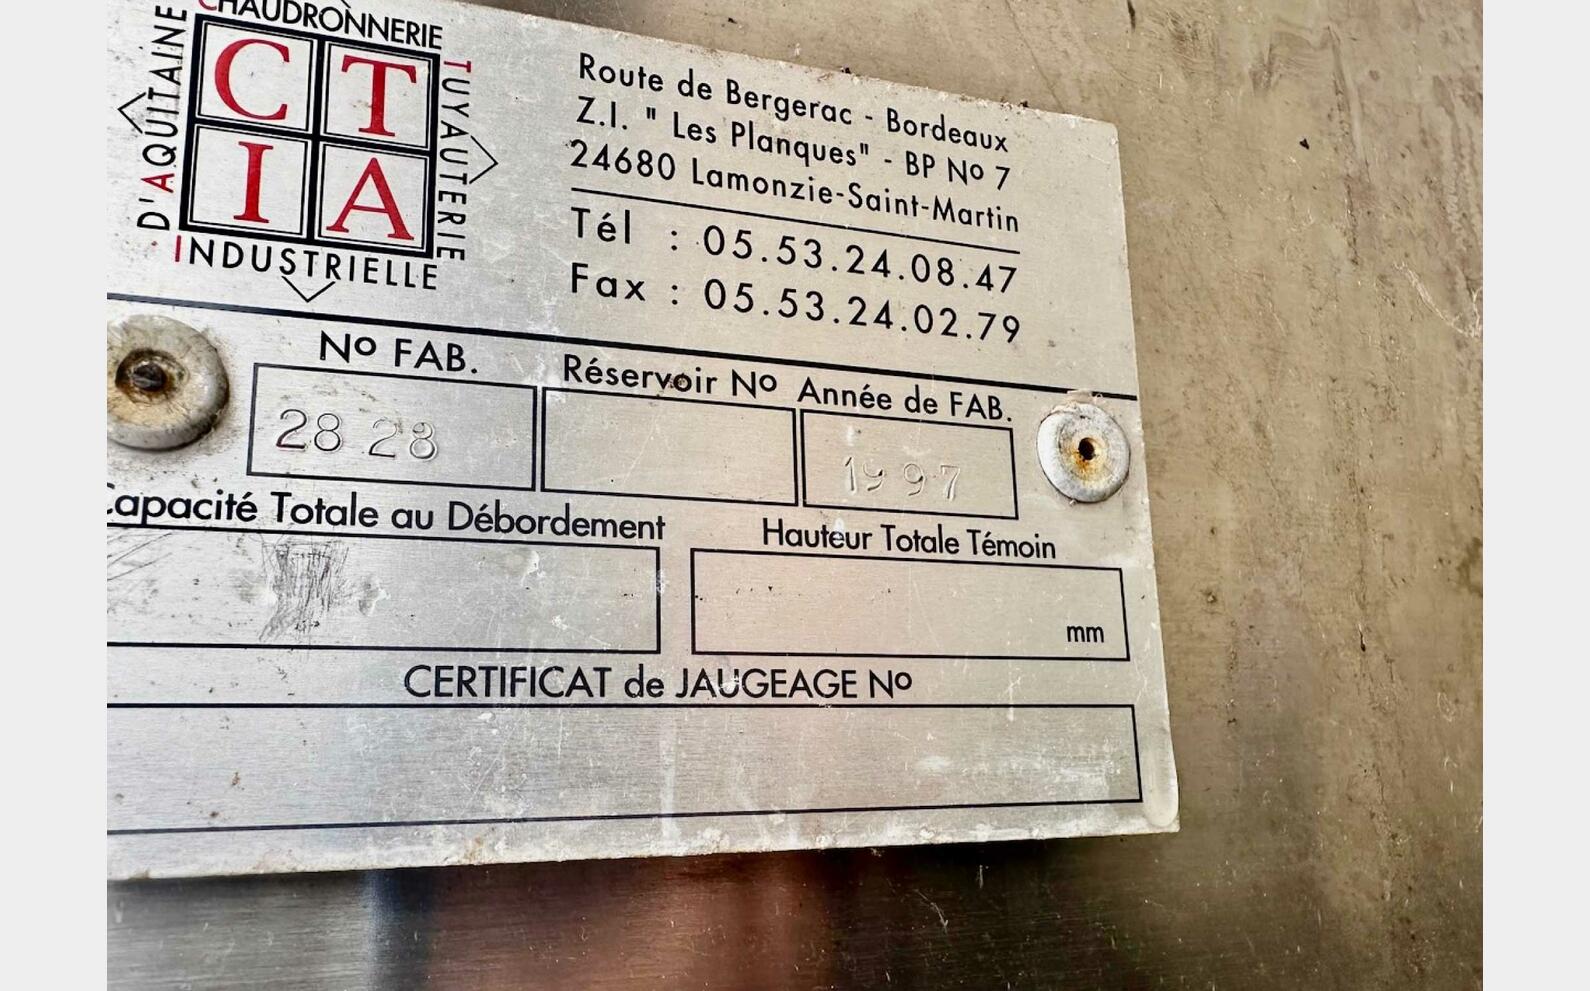 CHAUDRONNERIE
D'AQUITAINE
C T
I A
TUYAUTERIE
INDUSTRIELLE
Route de Bergerac - Bordeaux
Z.I. " Les Planques" - BP Nº 7
24680 Lamonzie-Saint-Martin
Tél : 05.53.24.08.47
Fax : 05.53.24.02.79
Nº FAB. Réservoir Nº Année de FAB.
28 28 1997
Capacité Totale au Débordement Hauteur Totale Témoin
mm
CERTIFICAT de JAUGEAGE Nº